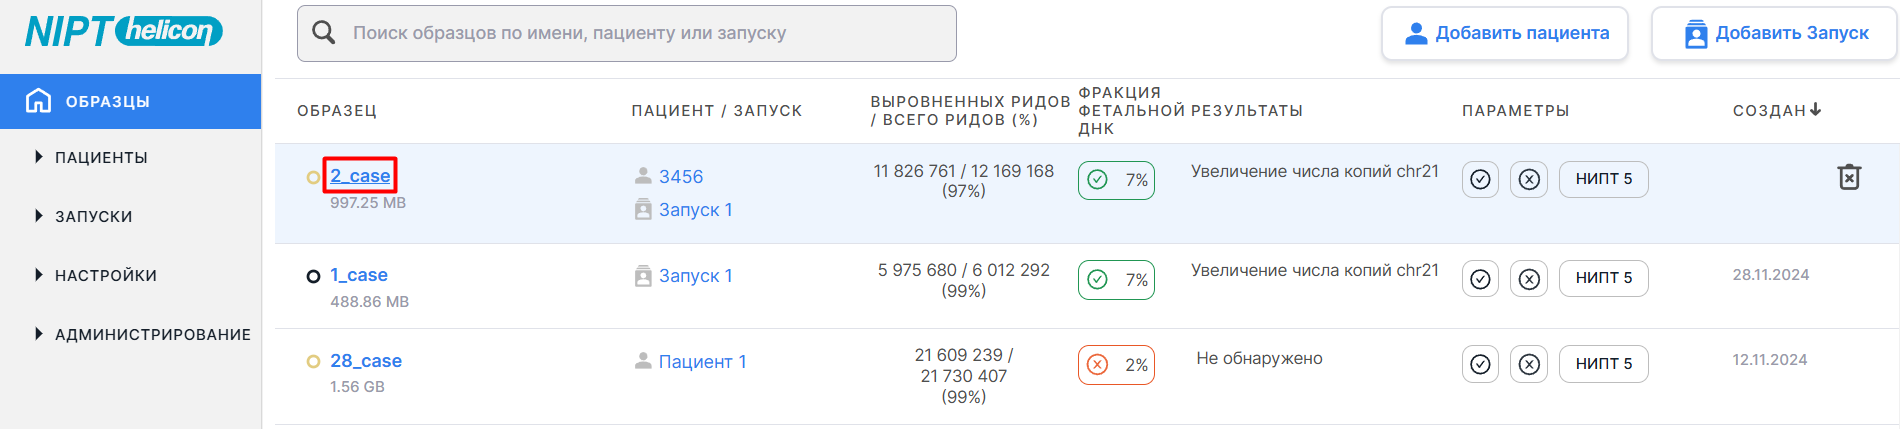 NIPT helicon
Поиск образцов по имени, пациенту или запуску
Добавить пациента
Добавить Запуск
ОБРАЗЦЫ
ПАЦИЕНТЫ
ЗАПУСКИ
НАСТРОЙКИ
АДМИНИСТРИРОВАНИЕ
ОБРАЗЕЦ
ПАЦИЕНТ / ЗАПУСК
ВЫРОВНЕННЫХ РИДОВ
/ ВСЕГО РИДОВ (%)
ФРАКЦИЯ
ФЕТАЛЬНОЙ
ДНК
РЕЗУЛЬТАТЫ
ПАРАМЕТРЫ
СОЗДАН
2_case
997.25 MB
3456
Запуск 1
11 826 761 / 12 169 168
(97%)
7%
Увеличение числа копий chr21
НИПТ 5
1_case
488.86 MB
Запуск 1
5 975 680 / 6 012 292
(99%)
7%
Увеличение числа копий chr21
НИПТ 5
28.11.2024
28_case
1.56 GB
Пациент 1
21 609 239 /
21 730 407
(99%)
2%
Не обнаружено
НИПТ 5
12.11.2024